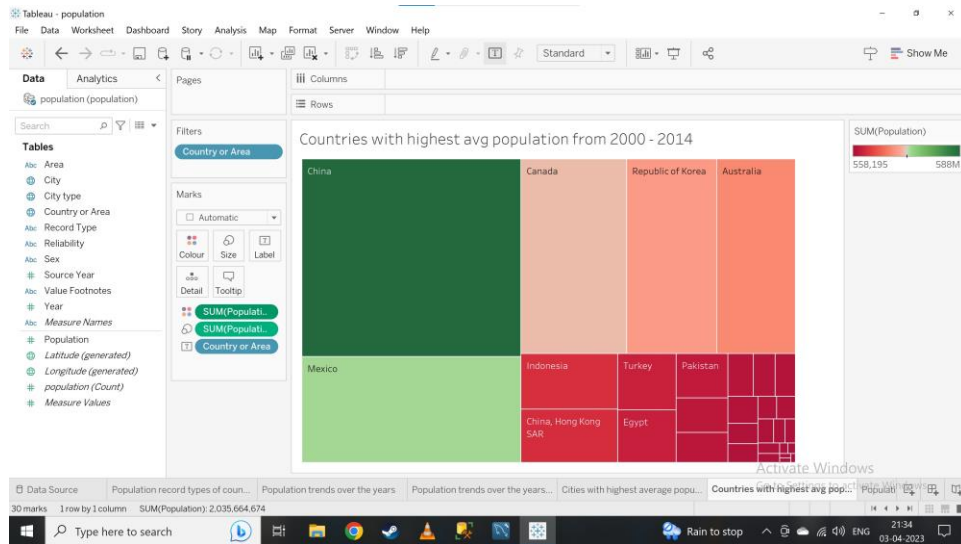 Tableau - population
File Data Worksheet Dashboard Story Analysis Map Format Server Window Help
Standard
Show Me
Data Analytics
population (population)
Search
Tables
Abc Area
City
City type
Country or Area
Abc Record Type
Abc Reliability
Abc Sex
# Source Year
Abc Value Footnotes
# Year
Abc Measure Names
# Population
Latitude (generated)
Longitude (generated)
# population (Count)
# Measure Values
Pages
Filters
Country or Area
Marks
Automatic
Colour Size Label
Detail Tooltip
SUM(Populati..
SUM(Populati..
Country or Area
Columns
Rows
Countries with highest avg population from 2000 - 2014
China
Canada
Republic of Korea
Australia
Mexico
Indonesia
Turkey
Pakistan
China, Hong Kong
SAR
Egypt
SUM(Population)
558,195 588M
Activate Windows
Data Source Population record types of coun... Population trends over the years Population trends over the years... Cities with highest average popu... Countries with highest avg pop... Populati
30 marks 1 row by 1 column SUM(Population): 2,035,664,674
Type here to search
Rain to stop
ENG
21:34
03-04-2023